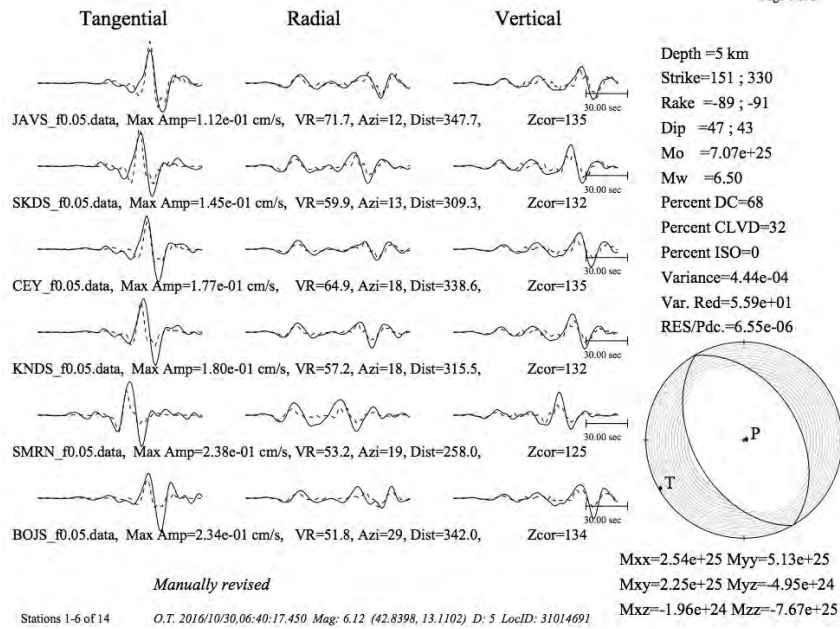 Tangential Radial Vertical
30.00 sec
JAVS_f0.05.data, Max Amp=1.12e-01 cm/s, VR=71.7, Azi=12, Dist=347.7, Zcor=135
30.00 sec
SKDS_f0.05.data, Max Amp=1.45e-01 cm/s, VR=59.9, Azi=13, Dist=309.3, Zcor=132
30.00 sec
CEY_f0.05.data, Max Amp=1.77e-01 cm/s, VR=64.9, Azi=18, Dist=338.6, Zcor=135
30.00 sec
KNDS_f0.05.data, Max Amp=1.80e-01 cm/s, VR=57.2, Azi=18, Dist=315.5, Zcor=132
30.00 sec
SMRN_f0.05.data, Max Amp=2.38e-01 cm/s, VR=53.2, Azi=19, Dist=258.0, Zcor=125
30.00 sec
BOJS_f0.05.data, Max Amp=2.34e-01 cm/s, VR=51.8, Azi=29, Dist=342.0, Zcor=134
Manually revised
Stations 1-6 of 14 O.T. 2016/10/30,06:40:17.450 Mag: 6.12 (42.8398, 13.1102) D: 5 LocID: 31014691
Depth =5 km
Strike=151 ; 330
Rake =-89 ; -91
Dip =47 ; 43
Mo =7.07e+25
Mw =6.50
Percent DC=68
Percent CLVD=32
Percent ISO=0
Variance=4.44e-04
Var. Red=5.59e+01
RES/Pdc.=6.55e-06
P
T
Mxx=2.54e+25 Myy=5.13e+25
Mxy=2.25e+25 Myz=-4.95e+24
Mxz=-1.96e+24 Mzz=-7.67e+25